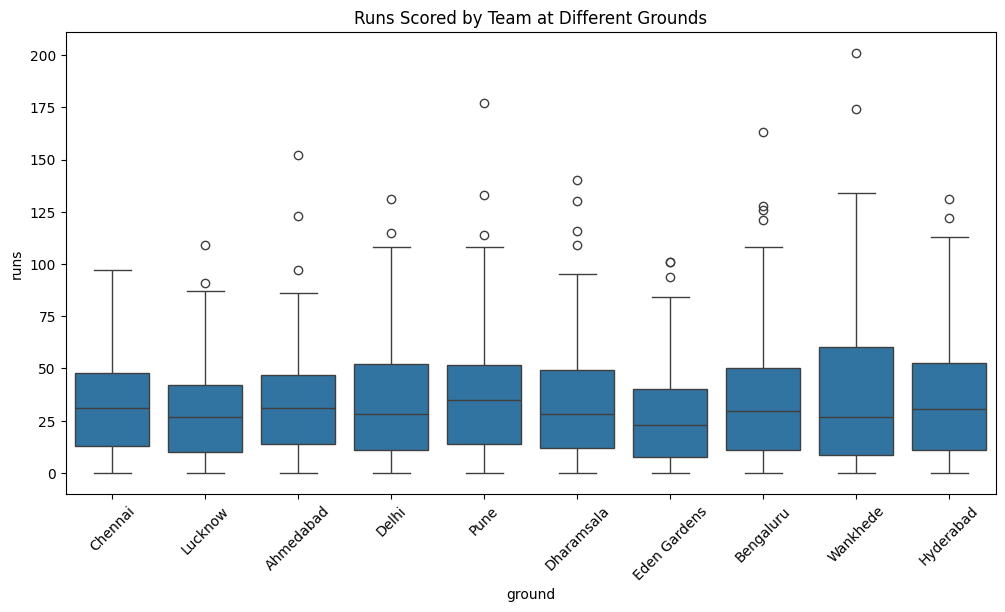 Runs Scored by Team at Different Grounds
runs
200
175
150
125
100
75
50
25
0
Chennai
Lucknow
Ahmedabad
Delhi
Pune
Dharamsala
Eden Gardens
Bengaluru
Wankhede
Hyderabad
ground